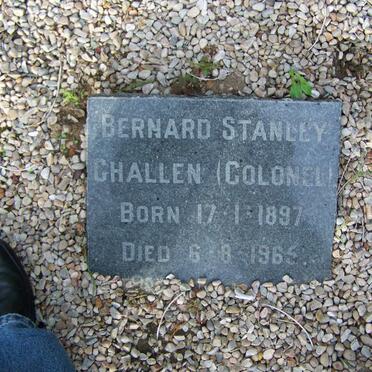 BERNARD STANLEY
CHALLEN (COLONEL)
BORN 17·1·1897
DIED 6·8·1965.